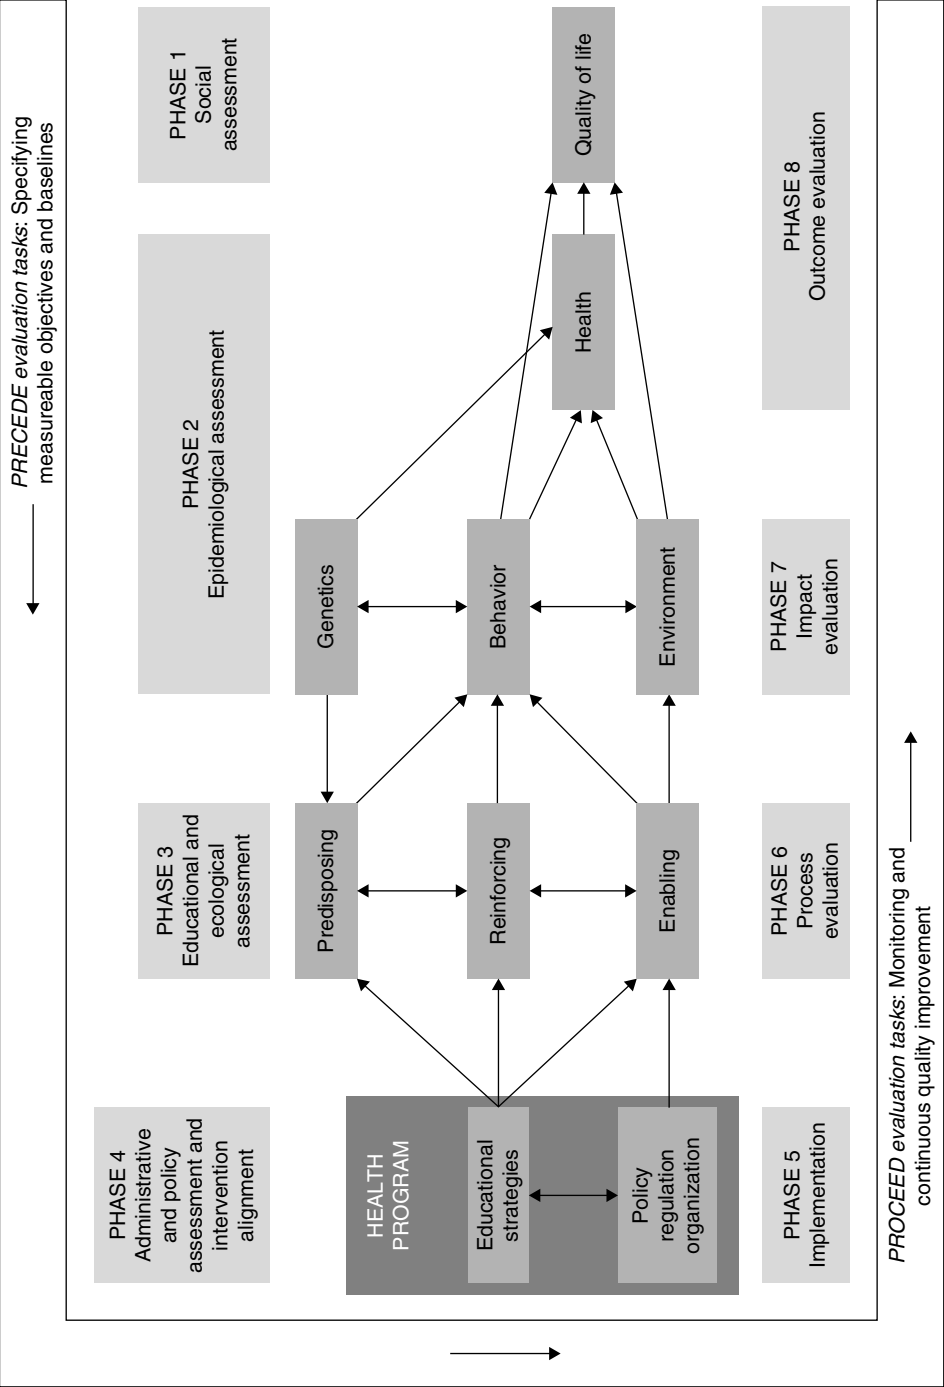 PRECEDE evaluation tasks: Specifying
measureable objectives and baselines
PHASE 4
Administrative
and policy
assessment and
intervention
alignment
PHASE 3
Educational and
ecological
assessment
PHASE 2
Epidemiological assessment
PHASE 1
Social
assessment
HEALTH
PROGRAM
Educational
strategies
Policy
regulation
organization
Predisposing
Reinforcing
Enabling
Genetics
Behavior
Environment
Health
Quality of life
PHASE 5
Implementation
PHASE 6
Process
evaluation
PHASE 7
Impact
evaluation
PHASE 8
Outcome evaluation
PROCEED evaluation tasks: Monitoring and
continuous quality improvement